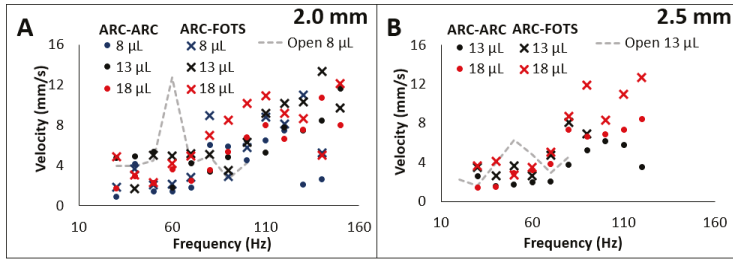 A
2.0 mm
ARC-ARC ARC-FOTS
8 µL 8 µL Open 8 µL
13 µL 13 µL
18 µL 18 µL
Velocity (mm/s)
16
12
8
4
0
10 60 110 160
Frequency (Hz)
B
2.5 mm
ARC-ARC ARC-FOTS
13 µL 13 µL Open 13 µL
18 µL 18 µL
Velocity (mm/s)
16
12
8
4
0
10 60 110 160
Frequency (Hz)